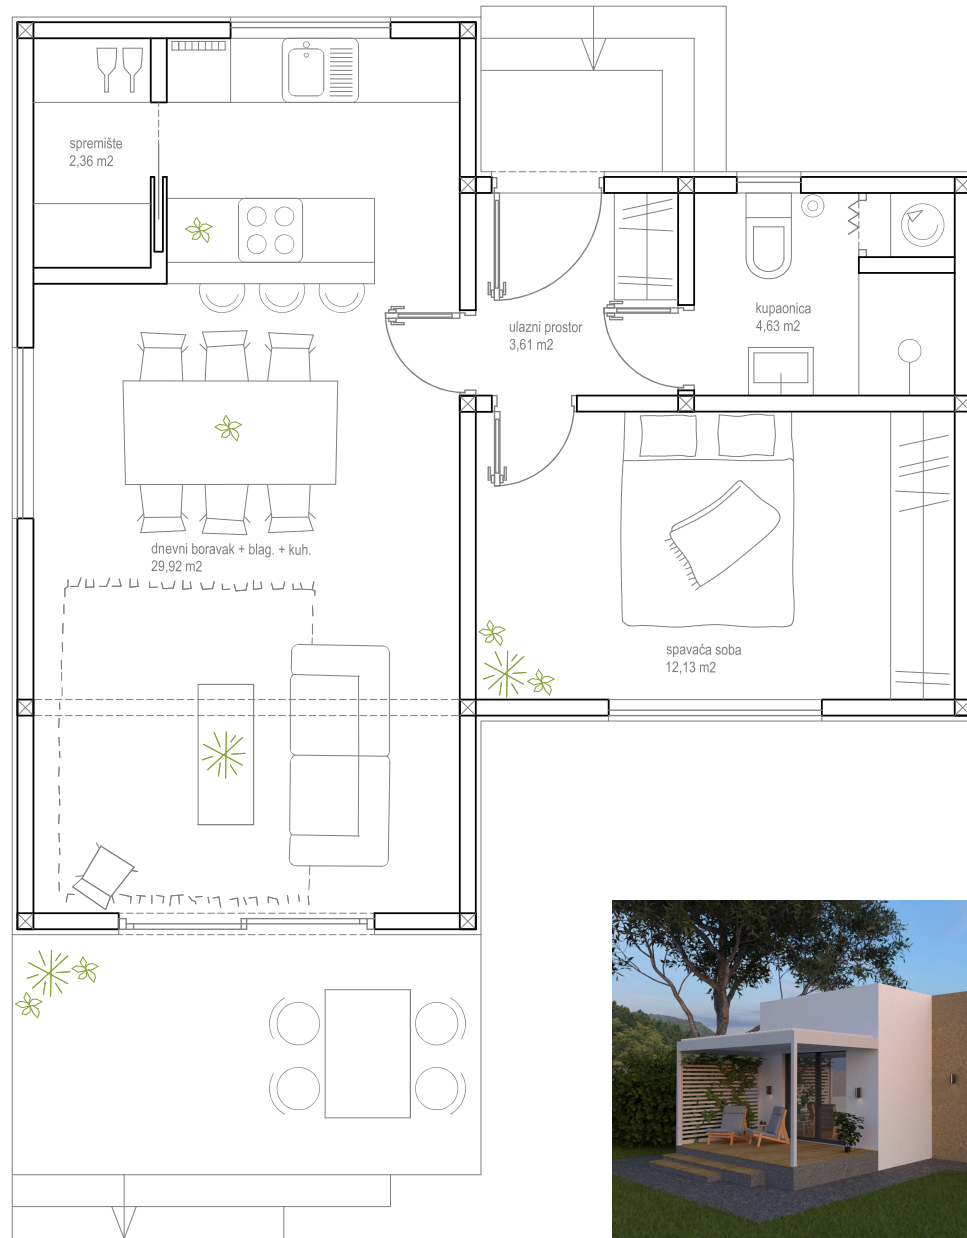 spremište
2,36 m2
ulazni prostor
3,61 m2
kupaonica
4,63 m2
dnevni boravak + blag. + kuh.
29,92 m2
spavaća soba
12,13 m2